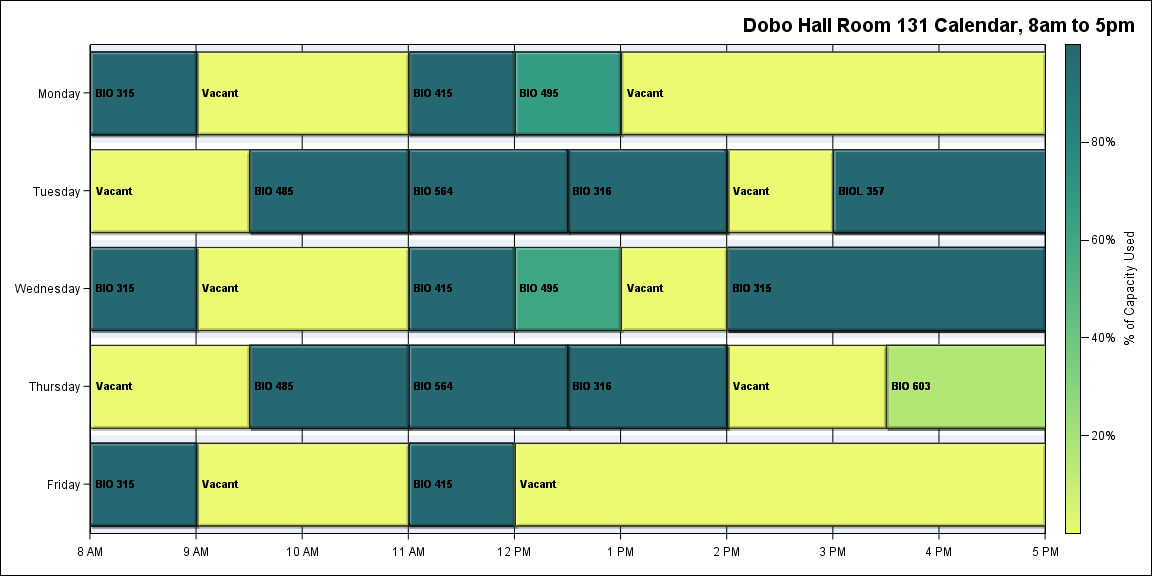 Dobo Hall Room 131 Calendar, 8am to 5pm
Monday
BIO 315
Vacant
BIO 415
BIO 495
Vacant
Tuesday
Vacant
BIO 485
BIO 564
BIO 316
Vacant
BIOL 357
Wednesday
BIO 315
Vacant
BIO 415
BIO 495
Vacant
BIO 315
Thursday
Vacant
BIO 485
BIO 564
BIO 316
Vacant
BIO 603
Friday
BIO 315
Vacant
BIO 415
Vacant
8 AM
9 AM
10 AM
11 AM
12 PM
1 PM
2 PM
3 PM
4 PM
5 PM
80%
60%
40%
20%
% of Capacity Used